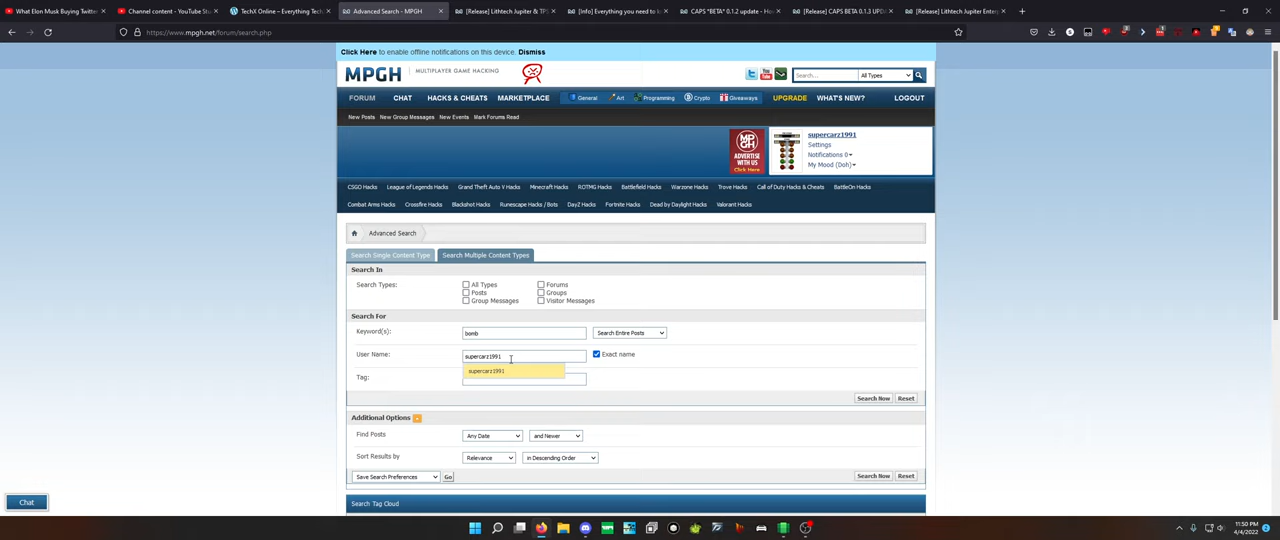 What Elon Musk Buying Twitter
Channel content - YouTube Stu
TechX Online – Everything Tech
Advanced Search - MPGH
[Release] Lithtech Jupiter & TPS
[Info] Everything you need to k
CAPS *BETA* 0.1.2 update - Ho
[Release] CAPS BETA 0.1.3 UPD
[Release] Lithtech Jupiter Enter
https://www.mpgh.net/forum/search.php
Click Here to enable offline notifications on this device. Dismiss
MPGH MULTIPLAYER GAME HACKING
Search... All Types
FORUM CHAT HACKS & CHEATS MARKETPLACE General Art Programming Crypto Giveaways UPGRADE WHAT'S NEW? LOGOUT
New Posts New Group Messages New Events Mark Forums Read
MPGH
ADVERTISE
WITH US
Click Here
supercarz1991
Settings
Notifications 0
My Mood (Doh)
CSGO Hacks League of Legends Hacks Grand Theft Auto V Hacks Minecraft Hacks ROTMG Hacks Battlefield Hacks Warzone Hacks Trove Hacks Call of Duty Hacks & Cheats BattleOn Hacks
Combat Arms Hacks Crossfire Hacks Blackshot Hacks Runescape Hacks / Bots DayZ Hacks Fortnite Hacks Dead by Daylight Hacks Valorant Hacks
Advanced Search
Search Single Content Type Search Multiple Content Types
Search In
Search Types: All Types Forums
Posts Groups
Group Messages Visitor Messages
Search For
Keyword(s): bomb Search Entire Posts
User Name: supercarz1991 Exact name
supercarz1991
Tag:
Search Now Reset
Additional Options
Find Posts Any Date and Newer
Sort Results by Relevance in Descending Order
Save Search Preferences Go Search Now Reset
Search Tag Cloud
Chat
11:50 PM
4/4/2022